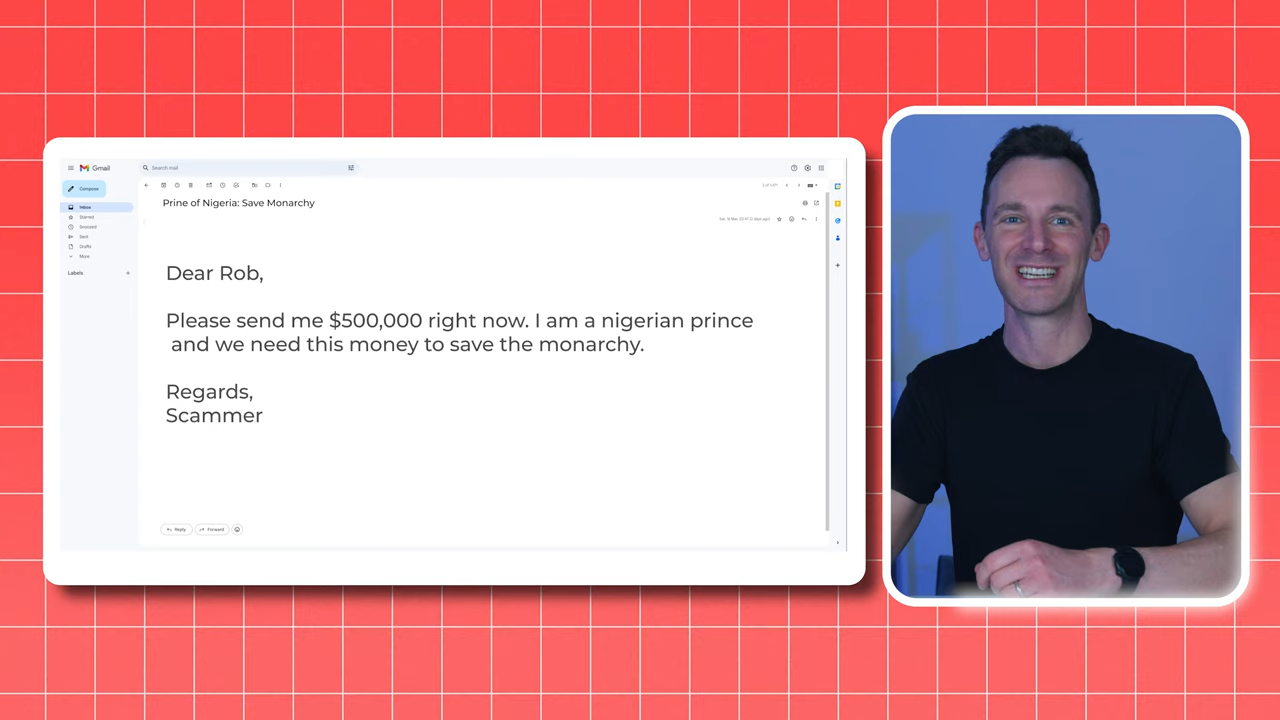 Gmail
Search mail
Compose
Inbox
Starred
Snoozed
Sent
Drafts
More
Labels
Prine of Nigeria: Save Monarchy
Dear Rob,
Please send me $500,000 right now. I am a nigerian prince
and we need this money to save the monarchy.
Regards,
Scammer
Reply
Forward